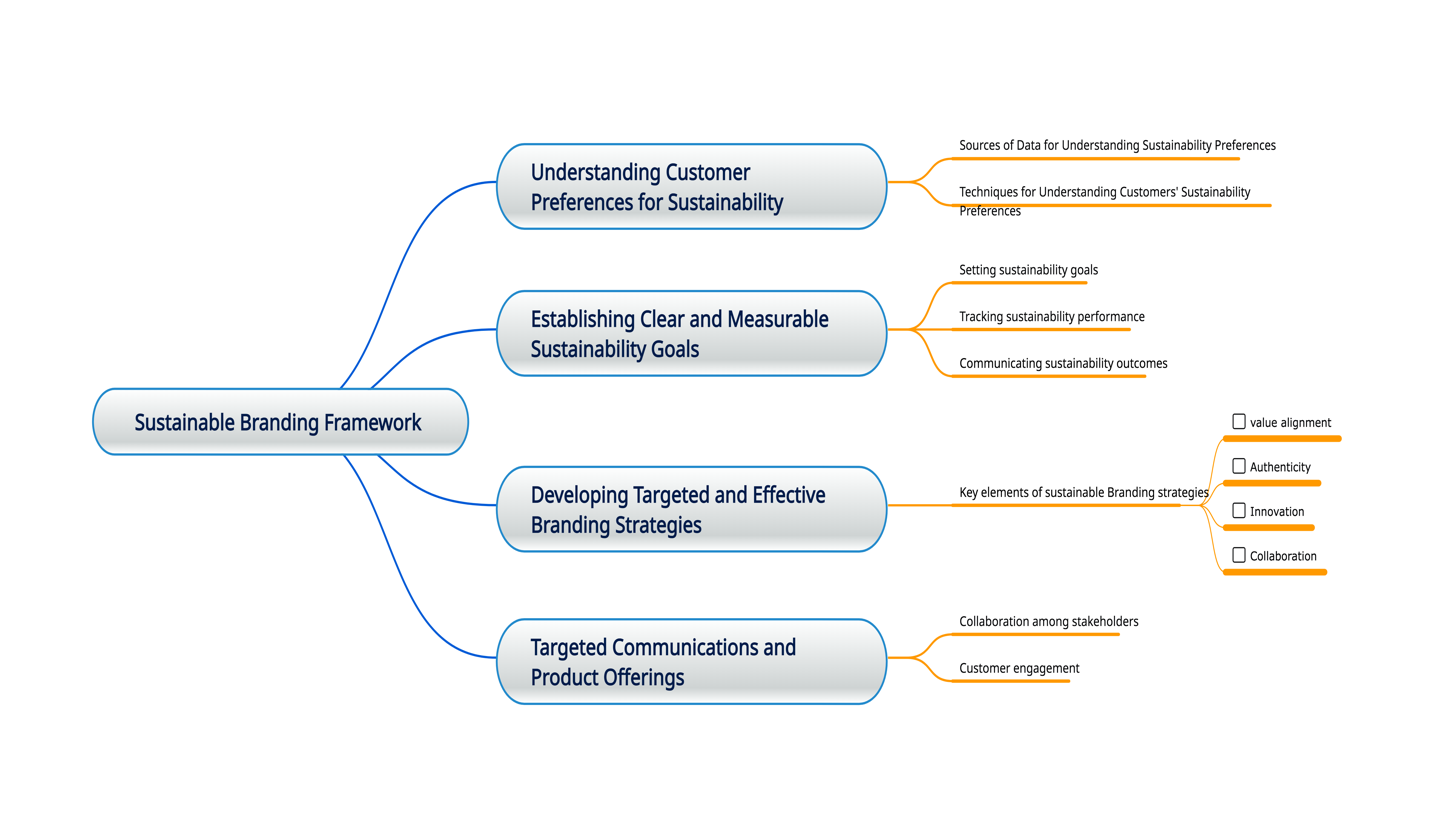 Sustainable Branding Framework
Understanding Customer
Preferences for Sustainability
Sources of Data for Understanding Sustainability Preferences
Techniques for Understanding Customers' Sustainability
Preferences
Establishing Clear and Measurable
Sustainability Goals
Setting sustainability goals
Tracking sustainability performance
Communicating sustainability outcomes
Developing Targeted and Effective
Branding Strategies
Key elements of sustainable Branding strategies
value alignment
Authenticity
Innovation
Collaboration
Targeted Communications and
Product Offerings
Collaboration among stakeholders
Customer engagement